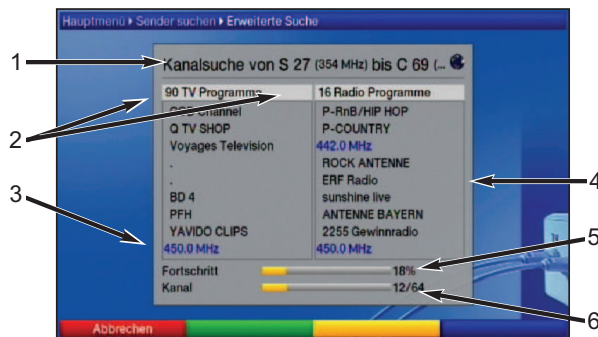 Hauptmenü ▸ Sender suchen ▸ Erweiterte Suche
1
Kanalsuche von S 27 (354 MHz) bis C 69 (...
90 TV Programme
16 Radio Programme
2
Channel
P-RnB/HIP HOP
Q TV SHOP
P-COUNTRY
Voyages Television
442.0 MHz
.
ROCK ANTENNE
.
ERF Radio
4
BD 4
sunshine live
3
PFH
ANTENNE BAYERN
YAVIDO CLIPS
2255 Gewinnradio
5
450.0 MHz
450.0 MHz
Fortschritt
18%
Kanal
12/64
6
Abbrechen